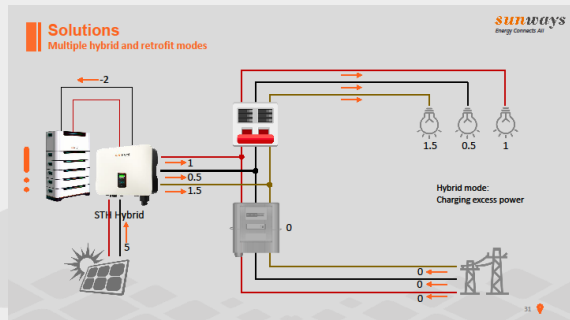 Solutions
Multiple hybrid and retrofit modes
sunways
Energy Connects All
-2
1.5
0.5
1
1
0.5
1.5
STH Hybrid
5
Hybrid mode:
Charging excess power
0
0
0
0
31